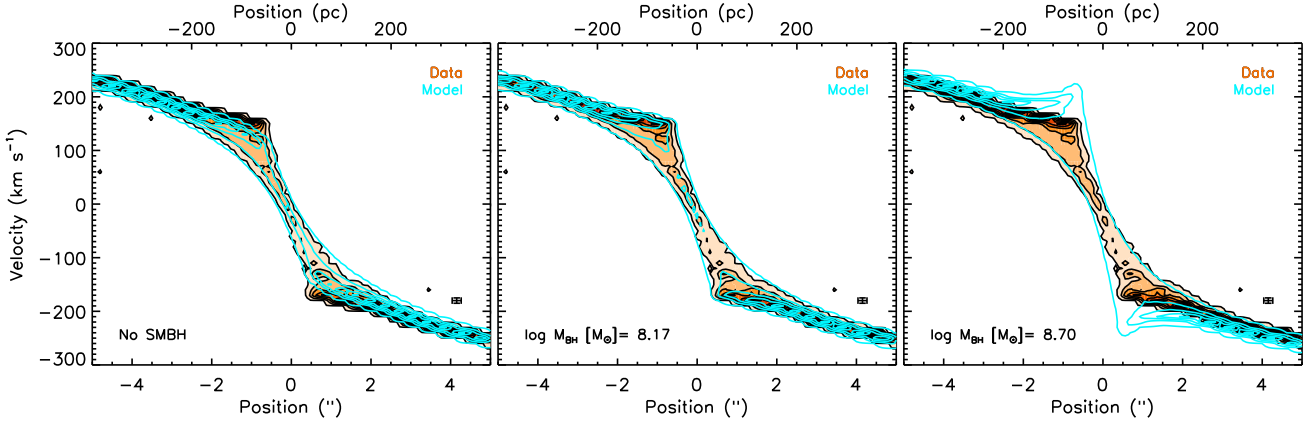 Position (pc) Position (pc) Position (pc)
−200 0 200 −200 0 200 −200 0 200
300
200
100
0
−100
−200
−300
Velocity (km s⁻¹)
Data Data Data
Model Model Model
No SMBH log M_BH [M_⊙]= 8.17 log M_BH [M_⊙]= 8.70
−4 −2 0 2 4 −4 −2 0 2 4 −4 −2 0 2 4
Position (") Position (") Position (")